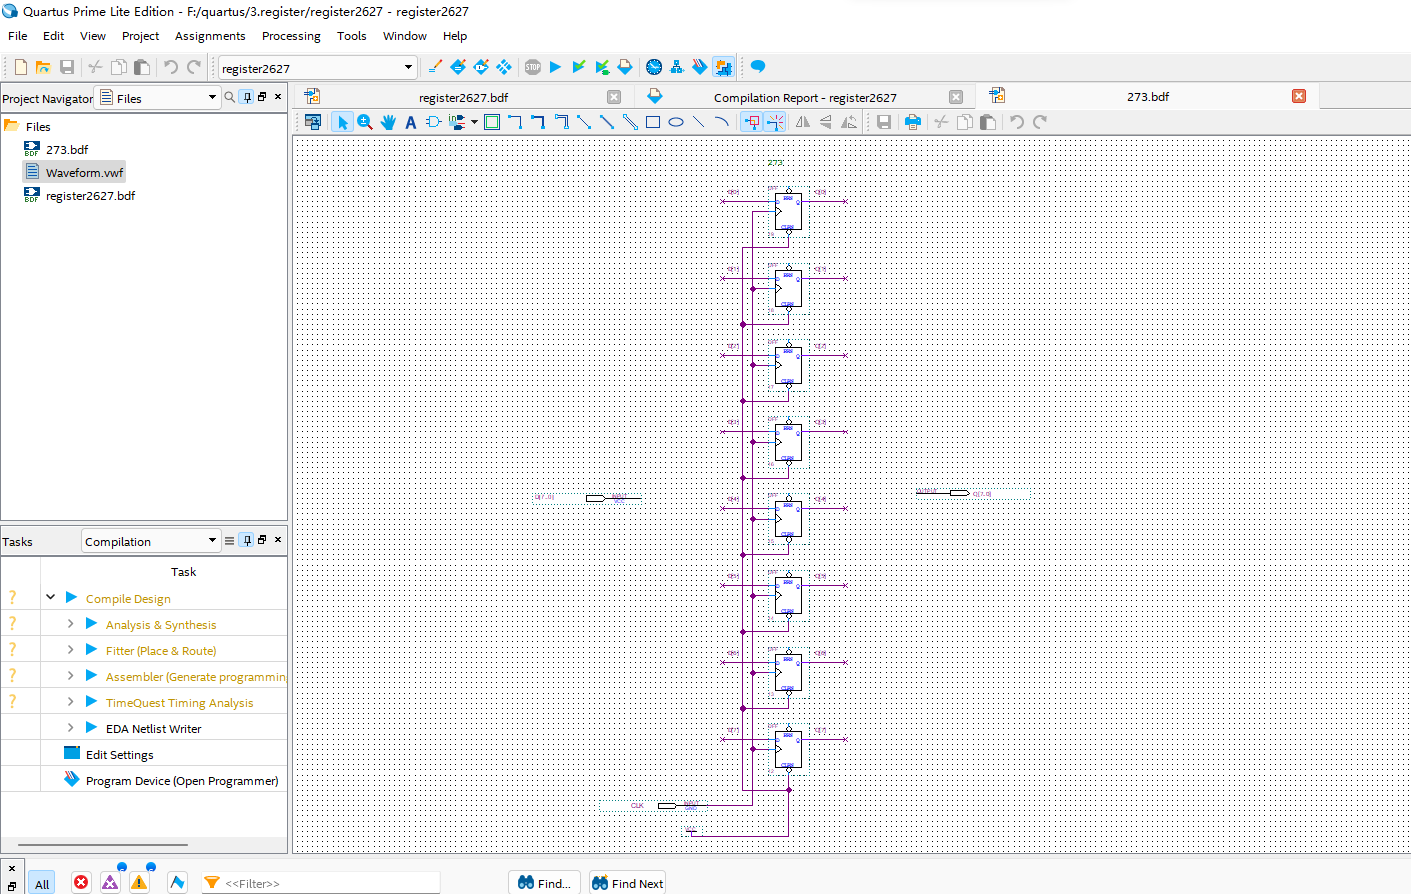 Quartus Prime Lite Edition - F:/quartus/3.register/register2627 - register2627
File Edit View Project Assignments Processing Tools Window Help
register2627
STOP
Project Navigator Files
register2627.bdf
Compilation Report - register2627
273.bdf
Files
273.bdf
Waveform.vwf
register2627.bdf
273
CLK
Tasks Compilation
Task
Compile Design
Analysis & Synthesis
Fitter (Place & Route)
Assembler (Generate programmin
TimeQuest Timing Analysis
EDA Netlist Writer
Edit Settings
Program Device (Open Programmer)
All
<<Filter>>
Find...
Find Next